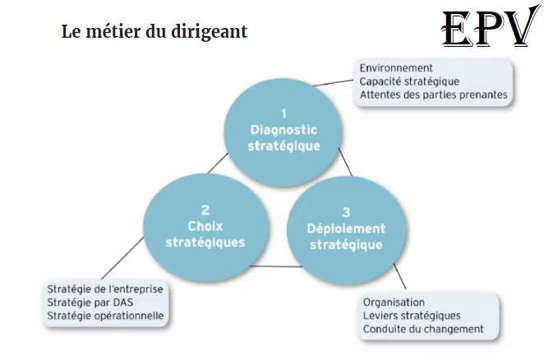 Le métier du dirigeant
EPV
Environnement
Capacité stratégique
Attentes des parties prenantes
1
Diagnostic
stratégique
2
Choix
stratégiques
3
Déploiement
stratégique
Stratégie de l'entreprise
Stratégie par DAS
Stratégie opérationnelle
Organisation
Leviers stratégiques
Conduite du changement